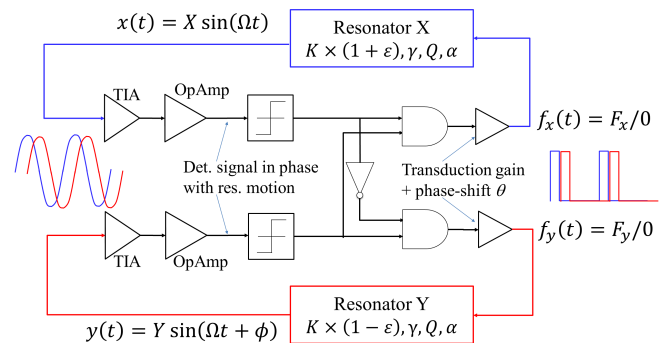 x(t) = X sin(Ωt)
Resonator X
K × (1 + ε), γ, Q, α
TIA
OpAmp
f_x(t) = F_x/0
Det. signal in phase
with res. motion
Transduction gain
+ phase-shift θ
TIA
OpAmp
f_y(t) = F_y/0
Resonator Y
K × (1 − ε), γ, Q, α
y(t) = Y sin(Ωt + ϕ)